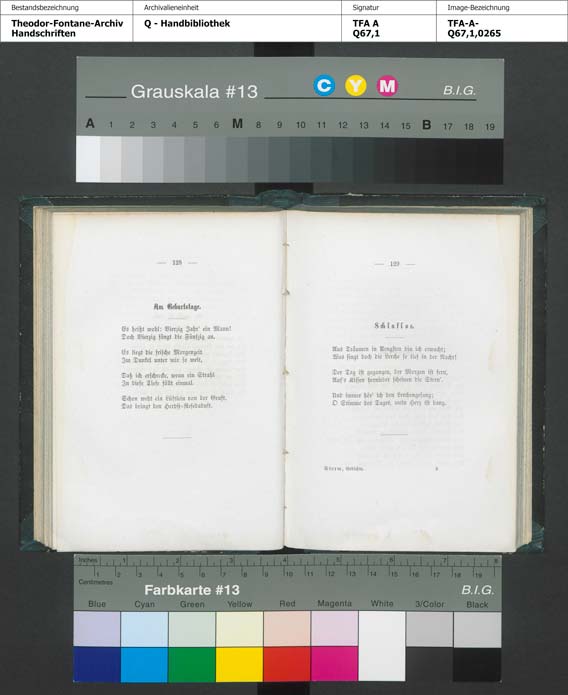 Bestandsbezeichnung
Archivalieneinheit
Signatur
Image-Bezeichnung
Theodor-Fontane-Archiv
Handschriften
Q - Handbibliothek
TFA A
Q67,1
TFA-A-
Q67,1,0265
Grauskala #13
C Y M
B.I.G.
A 1 2 3 4 5 6 M 8 9 10 11 12 13 14 15 B 17 18 19
— 128 —
Am Geburtstage.
Es heißt wohl: Vierzig Jahr' ein Mann!
Doch Vierzig fängt die Fünfzig an.
Es liegt die frische Morgenzeit
Im Dunkel unter mir so weit,
Daß ich erschrecke, wenn ein Strahl
In diese Tiefe fällt einmal.
Schon weht ein Lüftlein von der Gruft,
Das bringt den Herbst-Resedaduft.
— 129 —
Schlaflos.
Aus Träumen in Aengsten bin ich erwacht;
Was singt doch die Lerche so tief in der Nacht!
Der Tag ist gegangen, der Morgen ist fern,
Auf's Kissen hernieder scheinen die Stern'.
Und immer hör' ich den Lerchengesang;
O Stimme des Tages, mein Herz ist bang.
Storm, Gedichte.
Inches 1 2 3 4 5 6 7 8
Centimetres 1 2 3 4 5 6 7 8 9 10 11 12 13 14 15 16 17 18 19
Farbkarte #13
B.I.G.
Blue Cyan Green Yellow Red Magenta White 3/Color Black